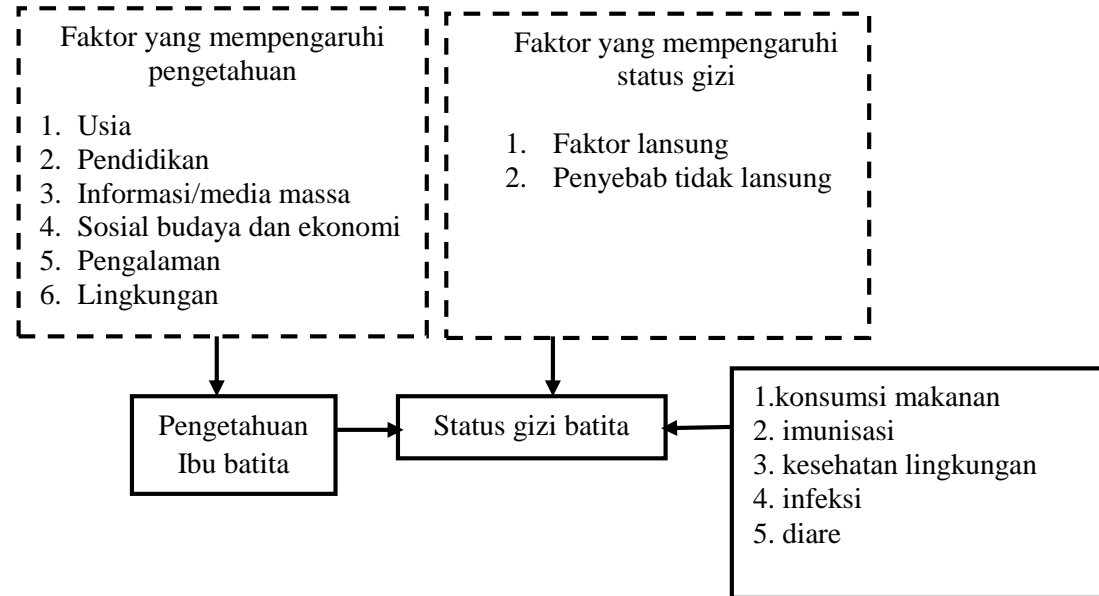 Faktor yang mempengaruhi
pengetahuan
1. Usia
2. Pendidikan
3. Informasi/media massa
4. Sosial budaya dan ekonomi
5. Pengalaman
6. Lingkungan
Faktor yang mempengaruhi
status gizi
1. Faktor lansung
2. Penyebab tidak lansung
Pengetahuan
Ibu batita
Status gizi batita
1.konsumsi makanan
2. imunisasi
3. kesehatan lingkungan
4. infeksi
5. diare